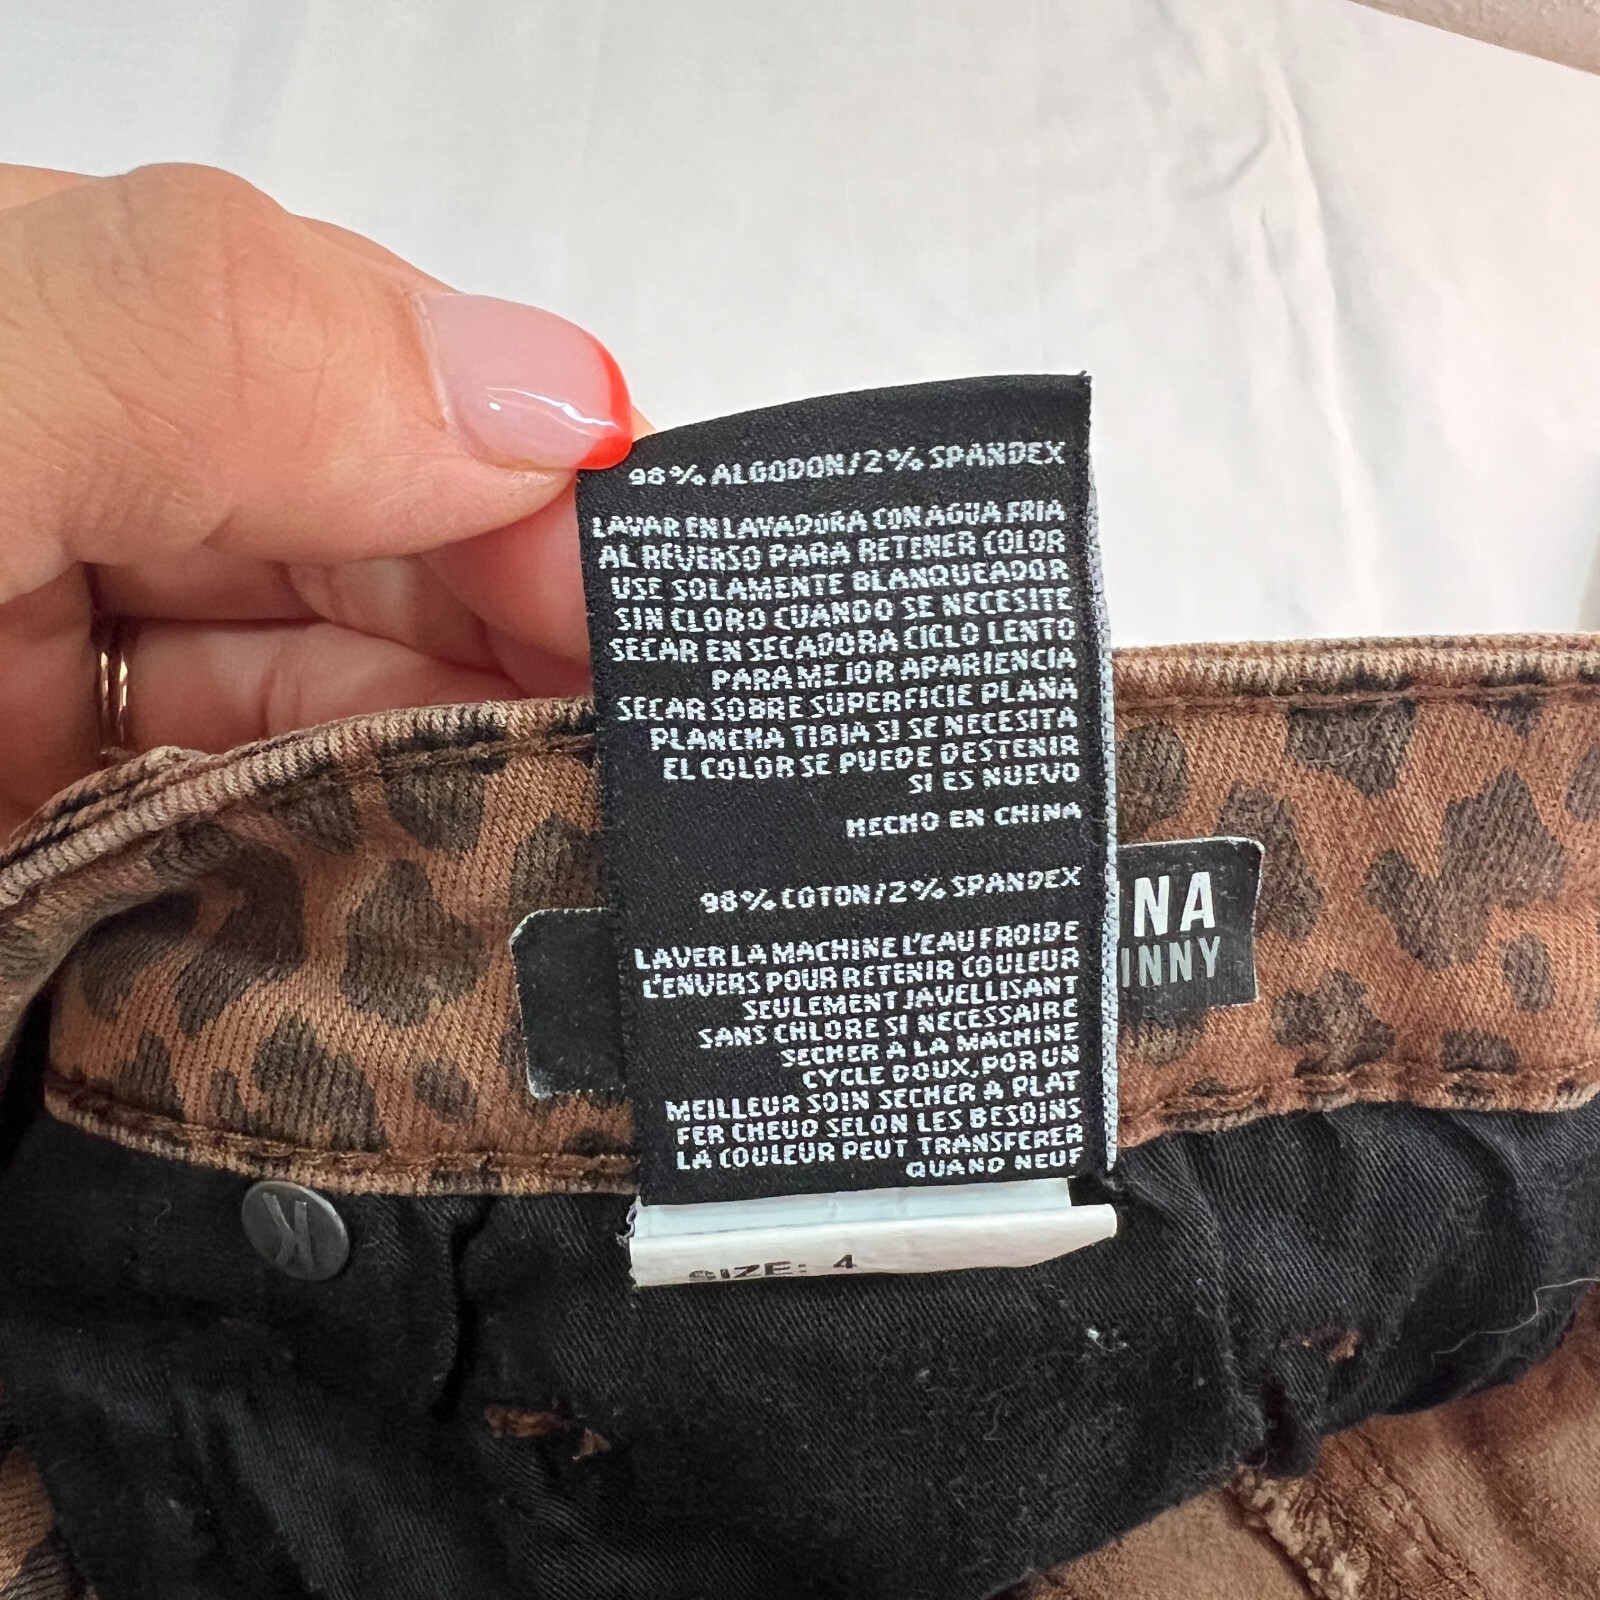 98% ALGODON/2% SPANDEX
LAVAR EN LAVADORA CON AGUA FRIA
AL REVERSO PARA RETENER COLOR
USE SOLAMENTE BLANQUEADOR
SIN CLORO CUANDO SE NECESITE
SECAR EN SECADORA CICLO LENTO
PARA MEJOR APARIENCIA
SECAR SOBRE SUPERFICIE PLANA
PLANCHA TIBIA SI SE NECESITA
EL COLOR SE PUEDE DESTENIR
SI ES NUEVO
HECHO EN CHINA
98% COTON/2% SPANDEX
LAVER LA MACHINE L'EAU FROIDE
L'ENVERS POUR RETENIR COULEUR
SEULEMENT JAVELLISANT
SANS CHLORE SI NECESSAIRE
SECHER A LA MACHINE
CYCLE DOUX, POR UN
MEILLEUR SOIN SECHER A PLAT
FER CHEUD SELON LES BESOINS
LA COULEUR PEUT TRANSFERER
QUAND NEUF
SIZE: 4
NA
INNY
K